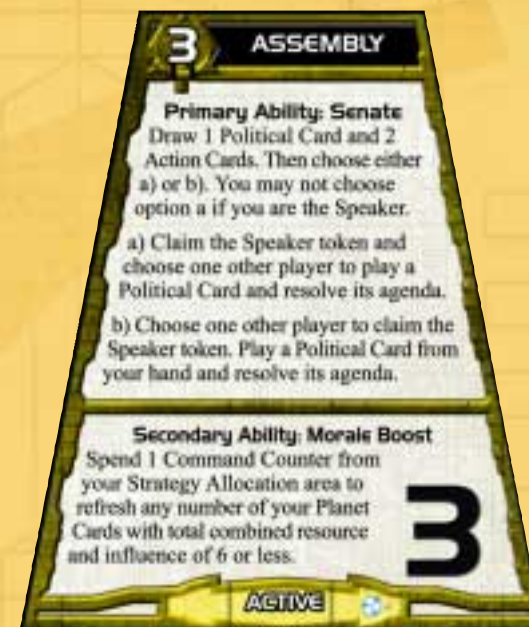 3 ASSEMBLY
Primary Ability: Senate
Draw 1 Political Card and 2
Action Cards. Then choose either
a) or b). You may not choose
option a if you are the Speaker.
a) Claim the Speaker token and
choose one other player to play a
Political Card and resolve its agenda.
b) Choose one other player to claim the
Speaker token. Play a Political Card from
your hand and resolve its agenda.
Secondary Ability: Morale Boost
Spend 1 Command Counter from
your Strategy Allocation area to
refresh any number of your Planet
Cards with total combined resource
and influence of 6 or less.
3
ACTIVE